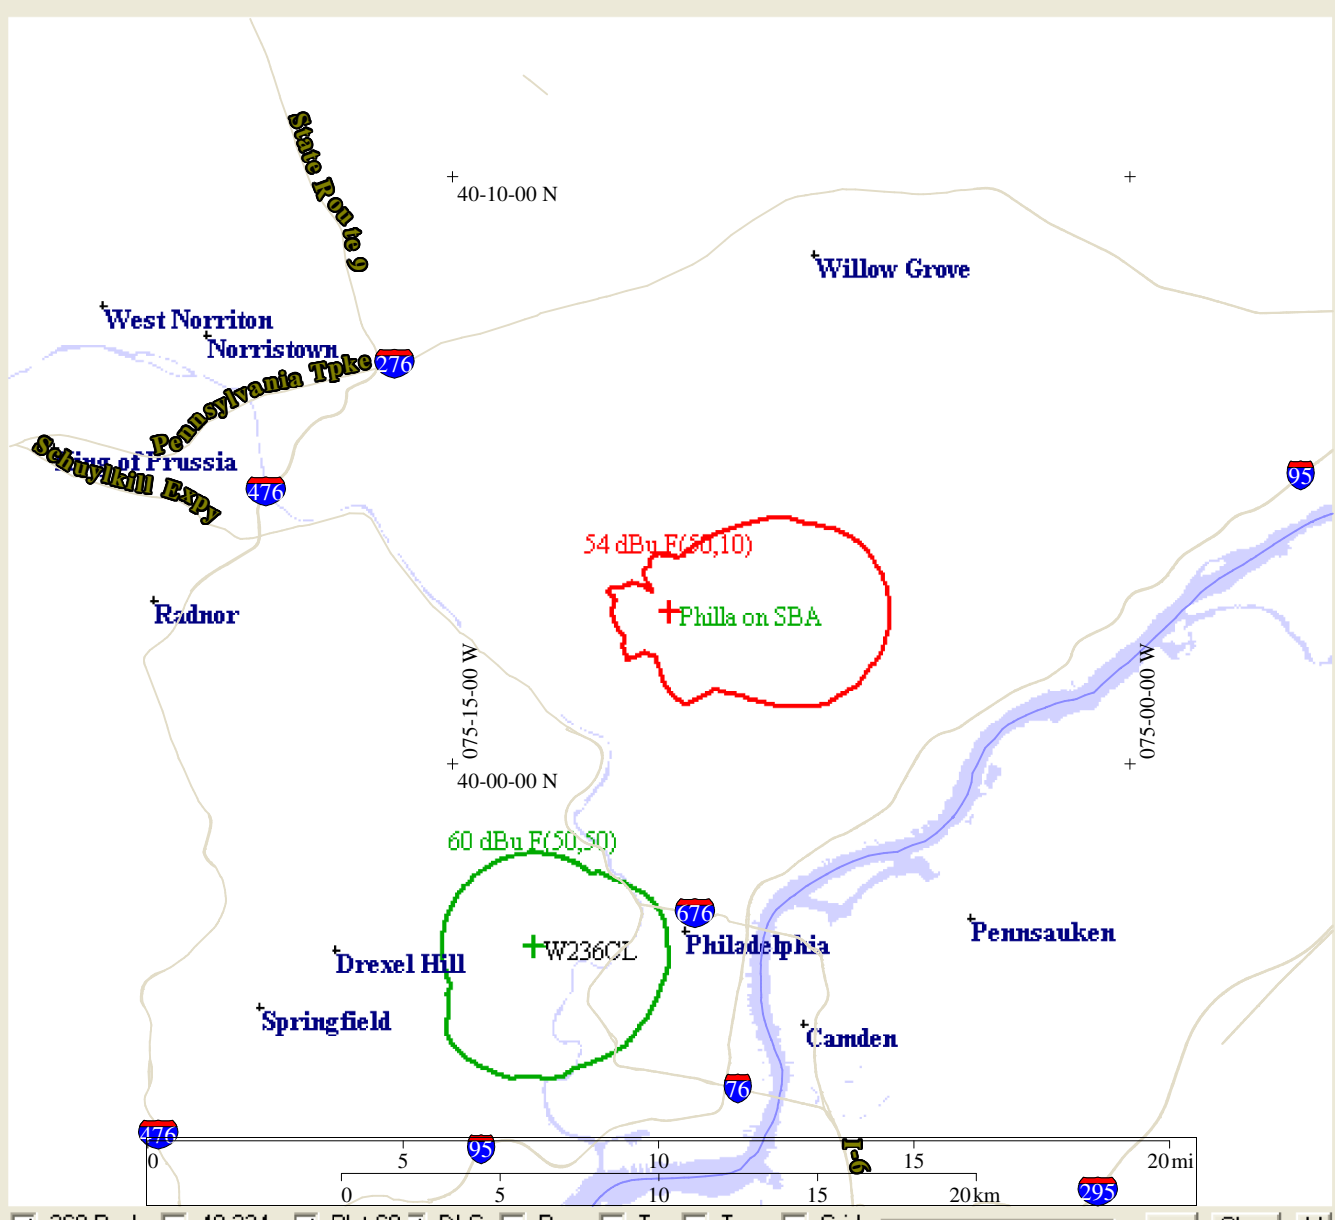 State Route 9
40-10-00 N
Willow Grove
West Norriton
Norristown
276
Pennsylvania Tpke
Schuylkill Expy
King of Prussia
476
95
54 dBu F(50,10)
Philla on SBA
Radnor
075-15-00 W
075-00-00 W
40-00-00 N
60 dBu F(50,50)
676
Philadelphia
Pennsauken
W236CL
Drexel Hill
Springfield
Camden
76
476
95
I-6
295
0 5 10 15 20 mi
0 5 10 15 20 km